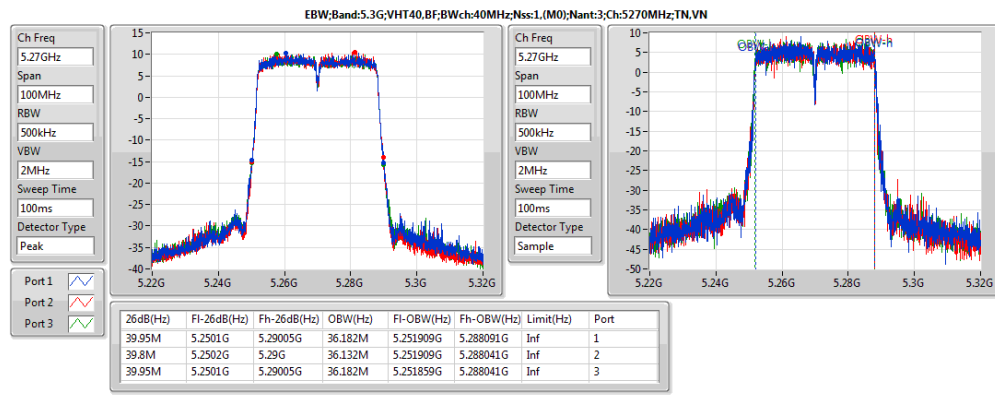 EBW;Band:5.3G;VHT40,BF;BWch:40MHz;Nss:1,(M0);Nant:3;Ch:5270MHz;TN,VN
Ch Freq
5.27GHz
Span
100MHz
RBW
500kHz
VBW
2MHz
Sweep Time
100ms
Detector Type
Peak
15
10
5
0
-5
-10
-15
-20
-25
-30
-35
-40
5.22G 5.24G 5.26G 5.28G 5.3G 5.32G
Ch Freq
5.27GHz
Span
100MHz
RBW
500kHz
VBW
2MHz
Sweep Time
100ms
Detector Type
Sample
10
5
0
-5
-10
-15
-20
-25
-30
-35
-40
-45
-50
OBW-h
5.22G 5.24G 5.26G 5.28G 5.3G 5.32G
Port 1
Port 2
Port 3
26dB(Hz) Fl-26dB(Hz) Fh-26dB(Hz) OBW(Hz) Fl-OBW(Hz) Fh-OBW(Hz) Limit(Hz) Port
39.95M 5.2501G 5.29005G 36.182M 5.251909G 5.288091G Inf 1
39.8M 5.2502G 5.29G 36.132M 5.251909G 5.288041G Inf 2
39.95M 5.2501G 5.29005G 36.182M 5.251859G 5.288041G Inf 3